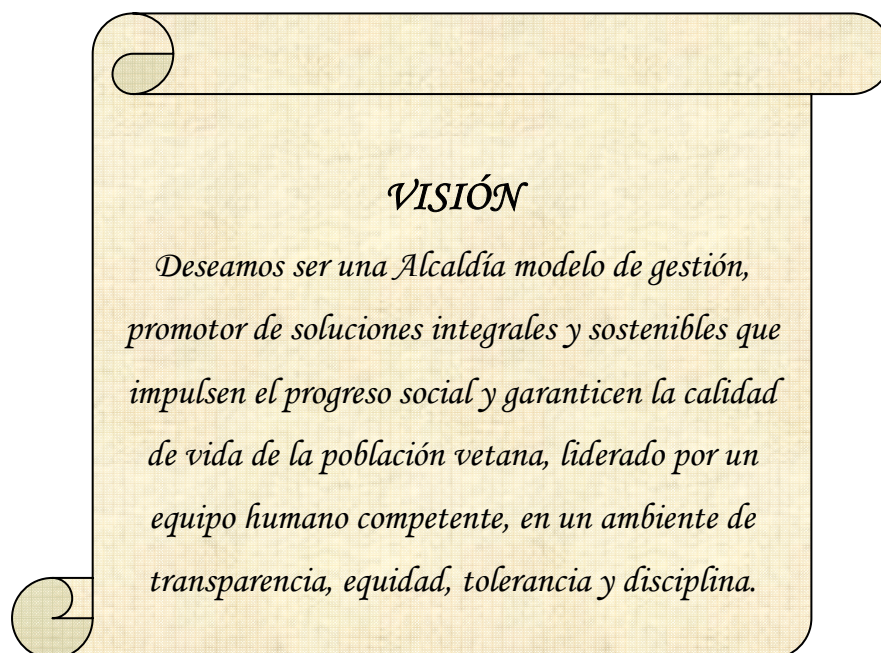 VISIÓN
Deseamos ser una Alcaldía modelo de gestión,
promotor de soluciones integrales y sostenibles que
impulsen el progreso social y garanticen la calidad
de vida de la población vetana, liderado por un
equipo humano competente, en un ambiente de
transparencia, equidad, tolerancia y disciplina.